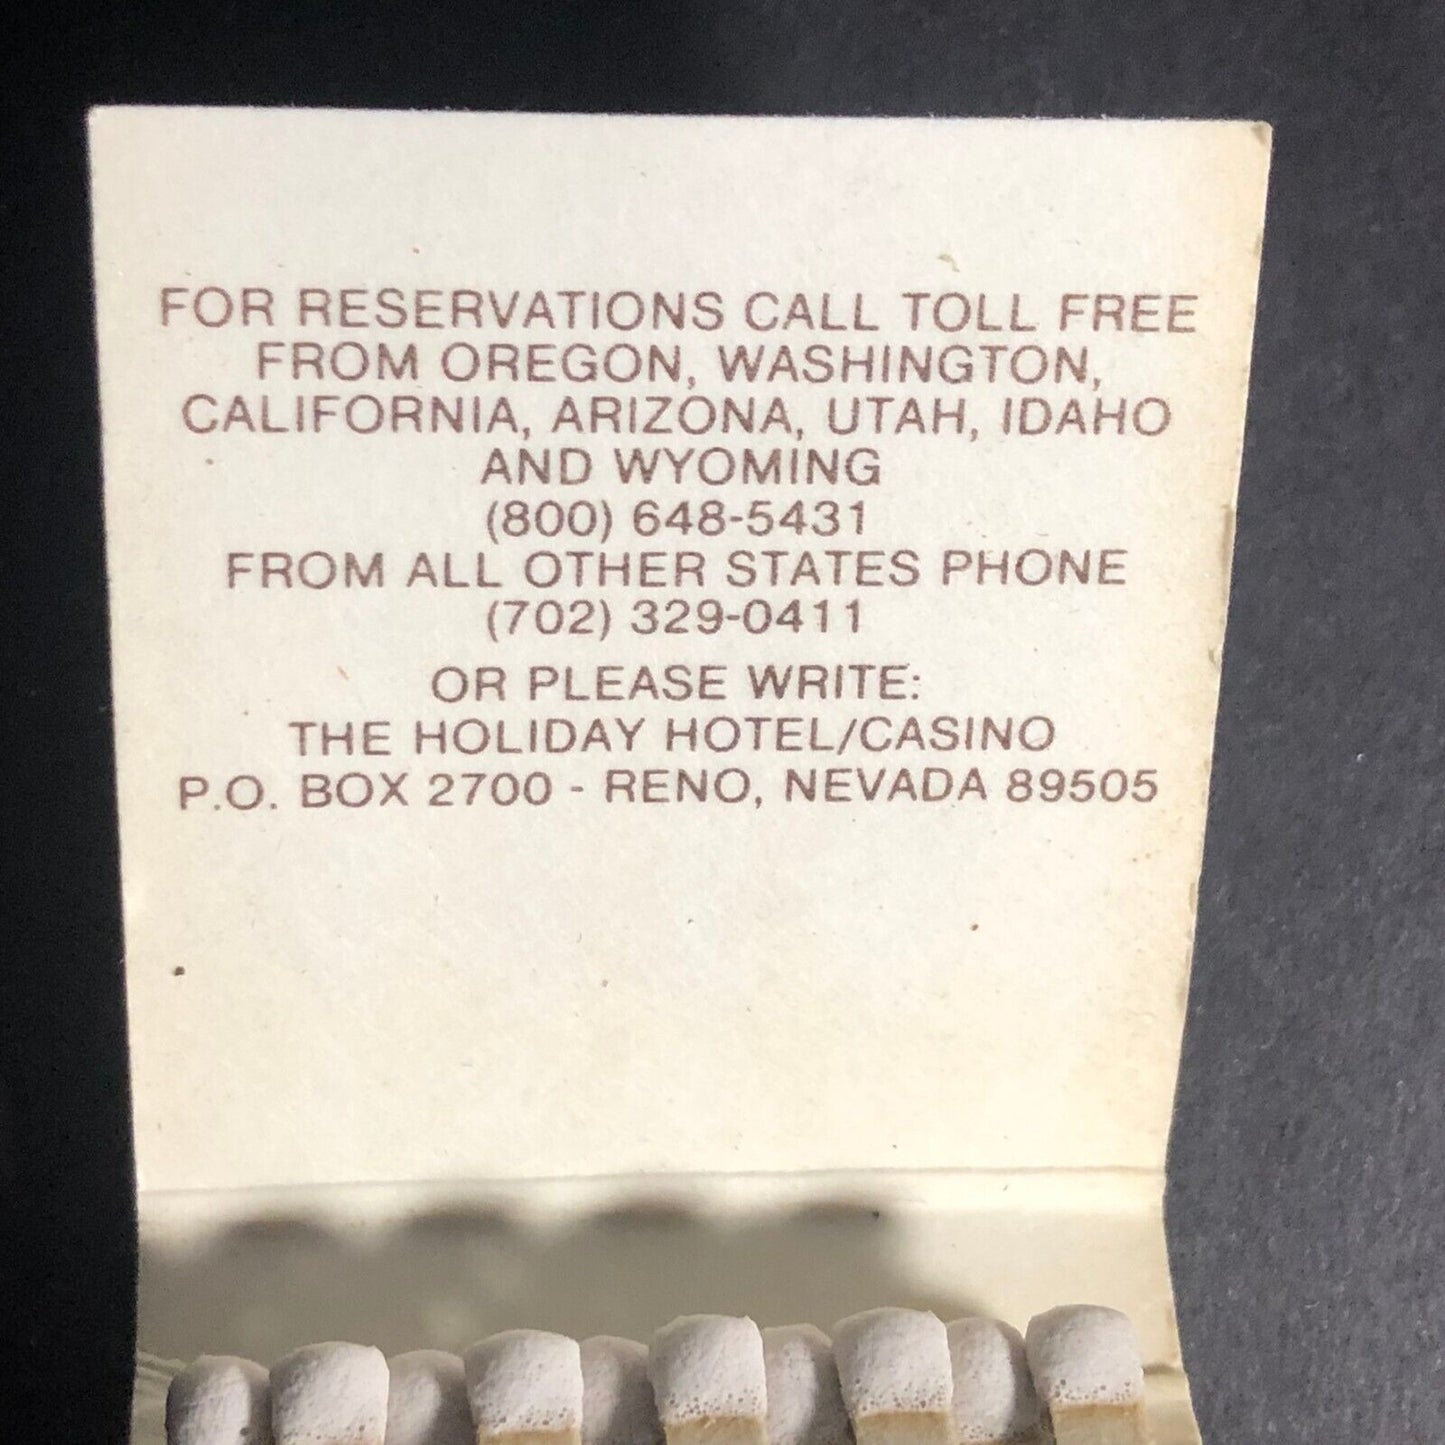 FOR RESERVATIONS CALL TOLL FREE
FROM OREGON, WASHINGTON,
CALIFORNIA, ARIZONA, UTAH, IDAHO
AND WYOMING
(800) 648-5431
FROM ALL OTHER STATES PHONE
(702) 329-0411
OR PLEASE WRITE:
THE HOLIDAY HOTEL/CASINO
P.O. BOX 2700 - RENO, NEVADA 89505